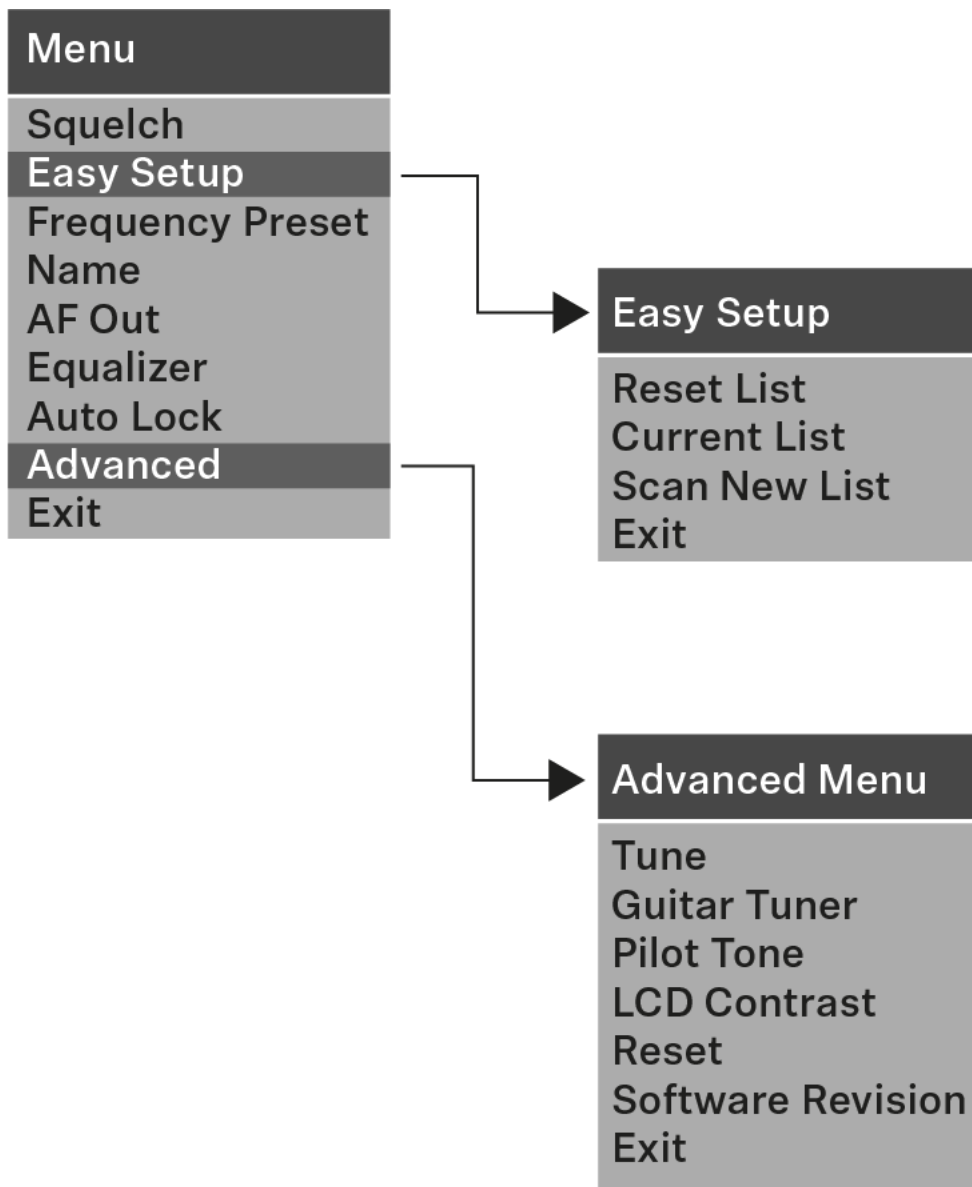 Menu
Squelch
Easy Setup
Frequency Preset
Name
AF Out
Equalizer
Auto Lock
Advanced
Exit
Easy Setup
Reset List
Current List
Scan New List
Exit
Advanced Menu
Tune
Guitar Tuner
Pilot Tone
LCD Contrast
Reset
Software Revision
Exit